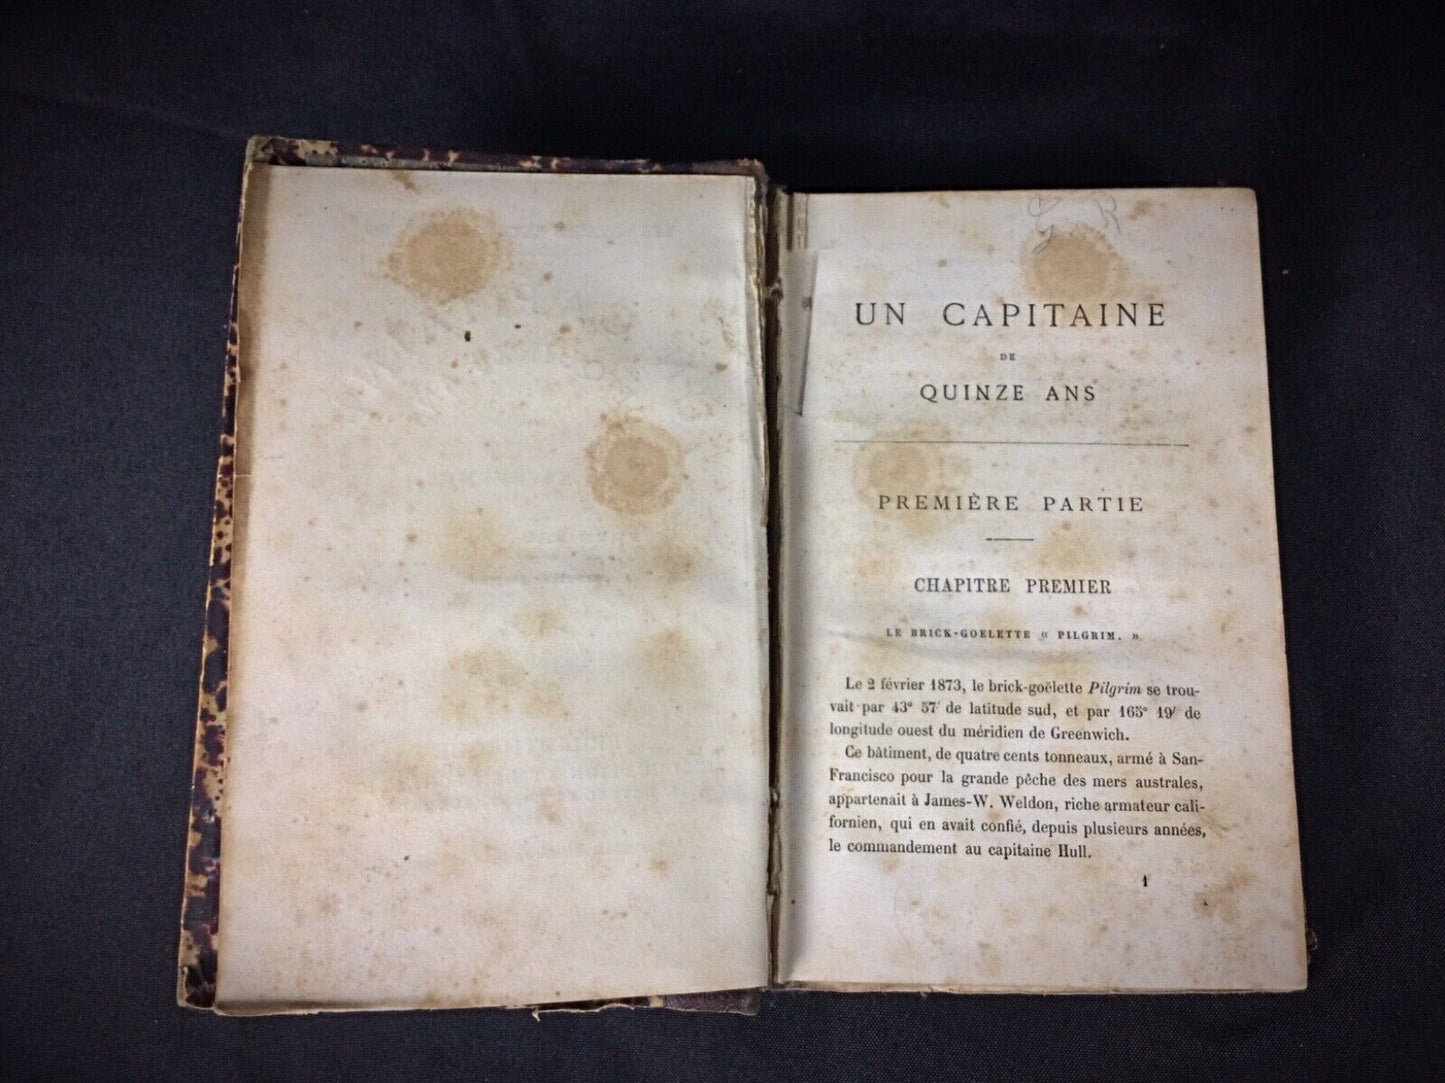 UN CAPITAINE
DE
QUINZE ANS
PREMIÈRE PARTIE
CHAPITRE PREMIER
LE BRICK-GOELETTE « PILGRIM. »
Le 2 février 1873, le brick-goëlette Pilgrim se trou-
vait par 43° 57′ de latitude sud, et par 165° 19′ de
longitude ouest du méridien de Greenwich.
Ce bâtiment, de quatre cents tonneaux, armé à San-
Francisco pour la grande pêche des mers australes,
appartenait à James-W. Weldon, riche armateur cali-
fornien, qui en avait confié, depuis plusieurs années,
le commandement au capitaine Hull.
1